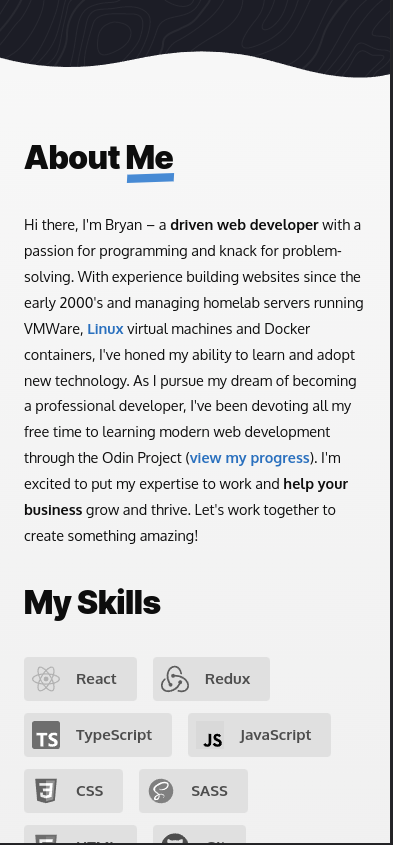 About Me
Hi there, I'm Bryan – a driven web developer with a
passion for programming and knack for problem-
solving. With experience building websites since the
early 2000's and managing homelab servers running
VMWare, Linux virtual machines and Docker
containers, I've honed my ability to learn and adopt
new technology. As I pursue my dream of becoming
a professional developer, I've been devoting all my
free time to learning modern web development
through the Odin Project (view my progress). I'm
excited to put my expertise to work and help your
business grow and thrive. Let's work together to
create something amazing!
My Skills
React Redux
TS TypeScript JS JavaScript
3 CSS S SASS